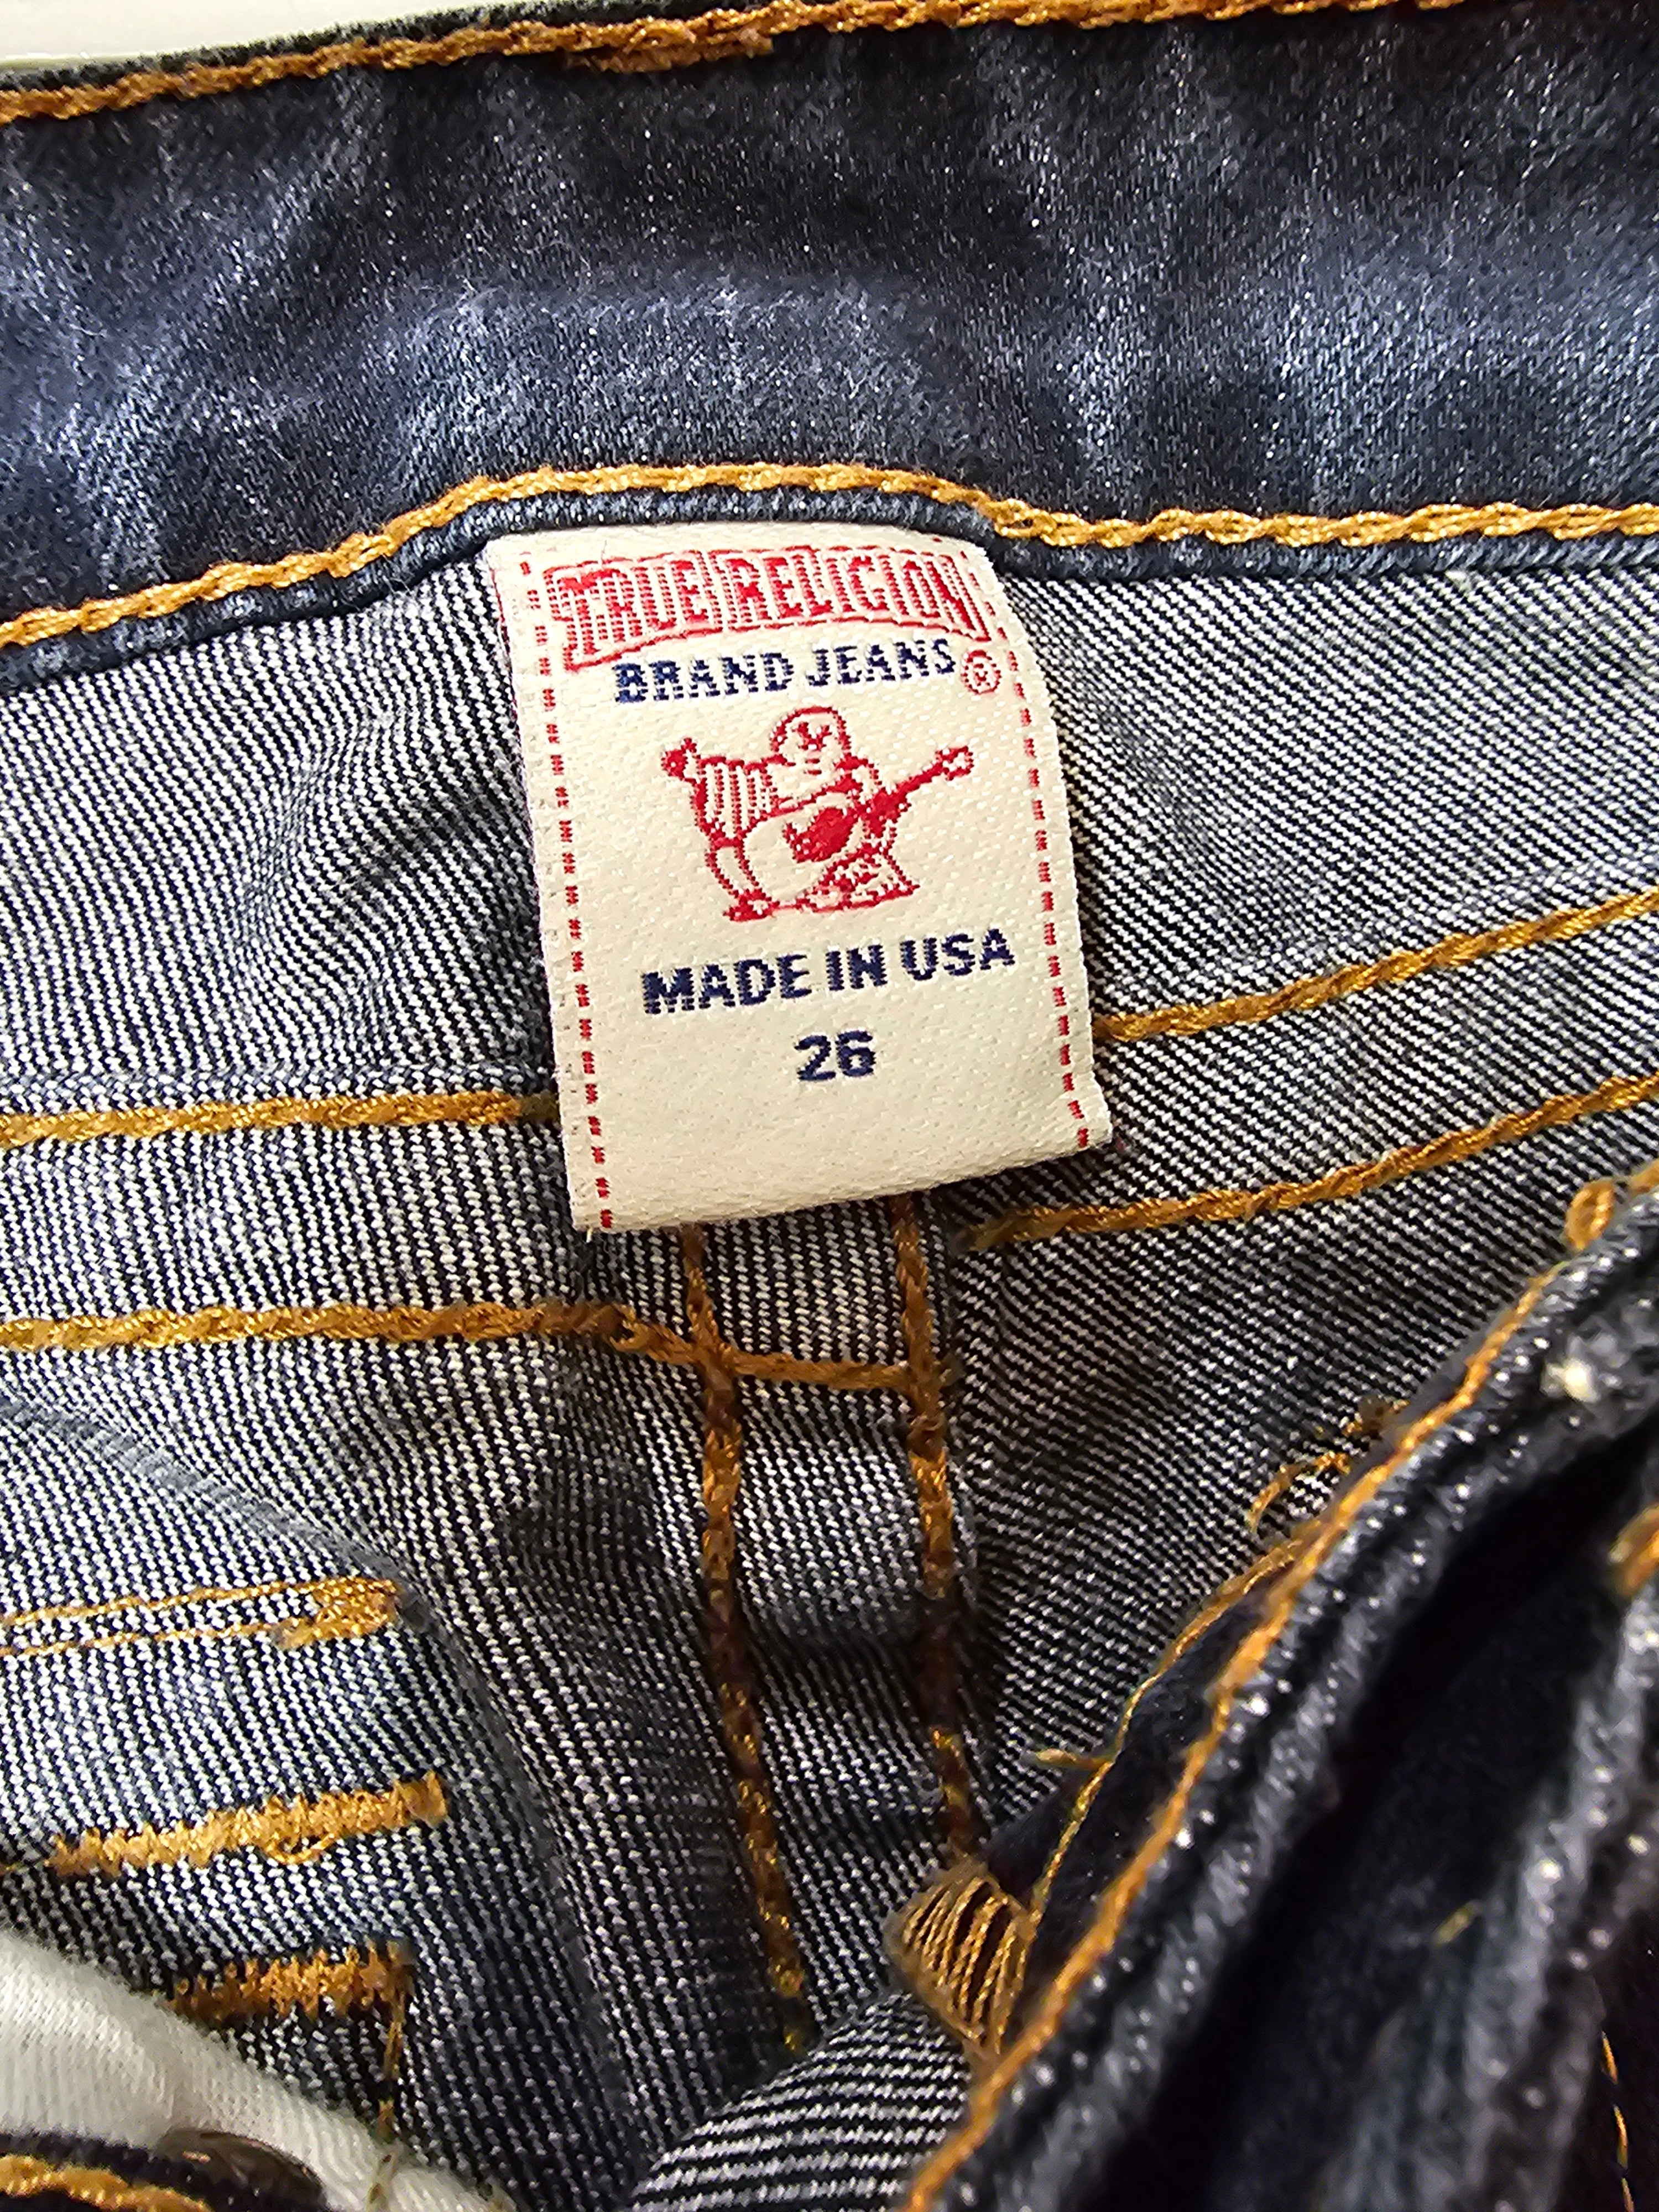 TRUE RELIGION
BRAND JEANS®
MADE IN USA
26